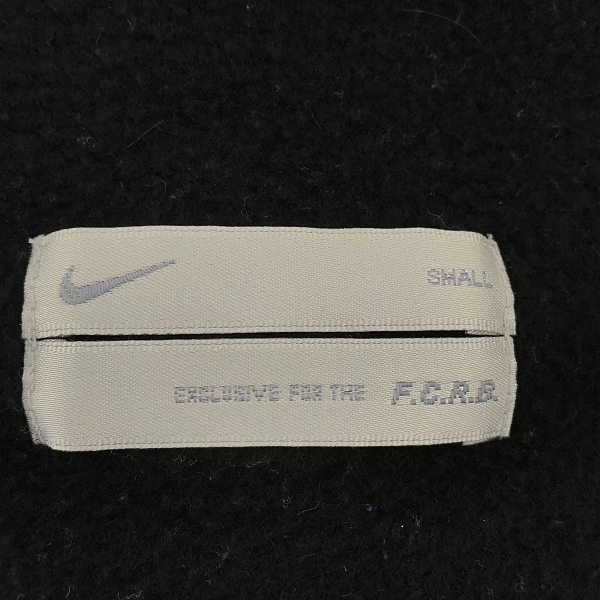 SMALL
EXCLUSIVE FOR THE F.C.R.B.